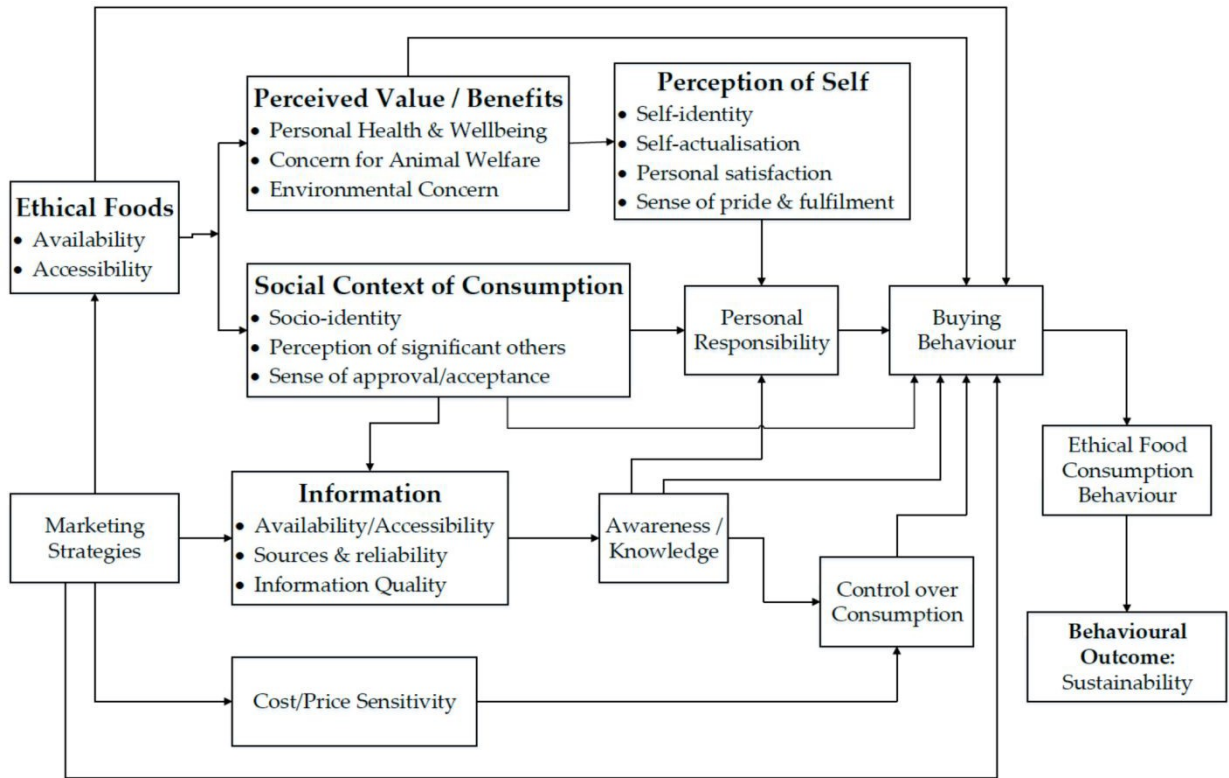 Perceived Value / Benefits
• Personal Health & Wellbeing
• Concern for Animal Welfare
• Environmental Concern
Perception of Self
• Self-identity
• Self-actualisation
• Personal satisfaction
• Sense of pride & fulfilment
Ethical Foods
• Availability
• Accessibility
Social Context of Consumption
• Socio-identity
• Perception of significant others
• Sense of approval/acceptance
Personal
Responsibility
Buying
Behaviour
Ethical Food
Consumption
Behaviour
Marketing
Strategies
Information
• Availability/Accessibility
• Sources & reliability
• Information Quality
Awareness /
Knowledge
Control over
Consumption
Behavioural
Outcome:
Sustainability
Cost/Price Sensitivity